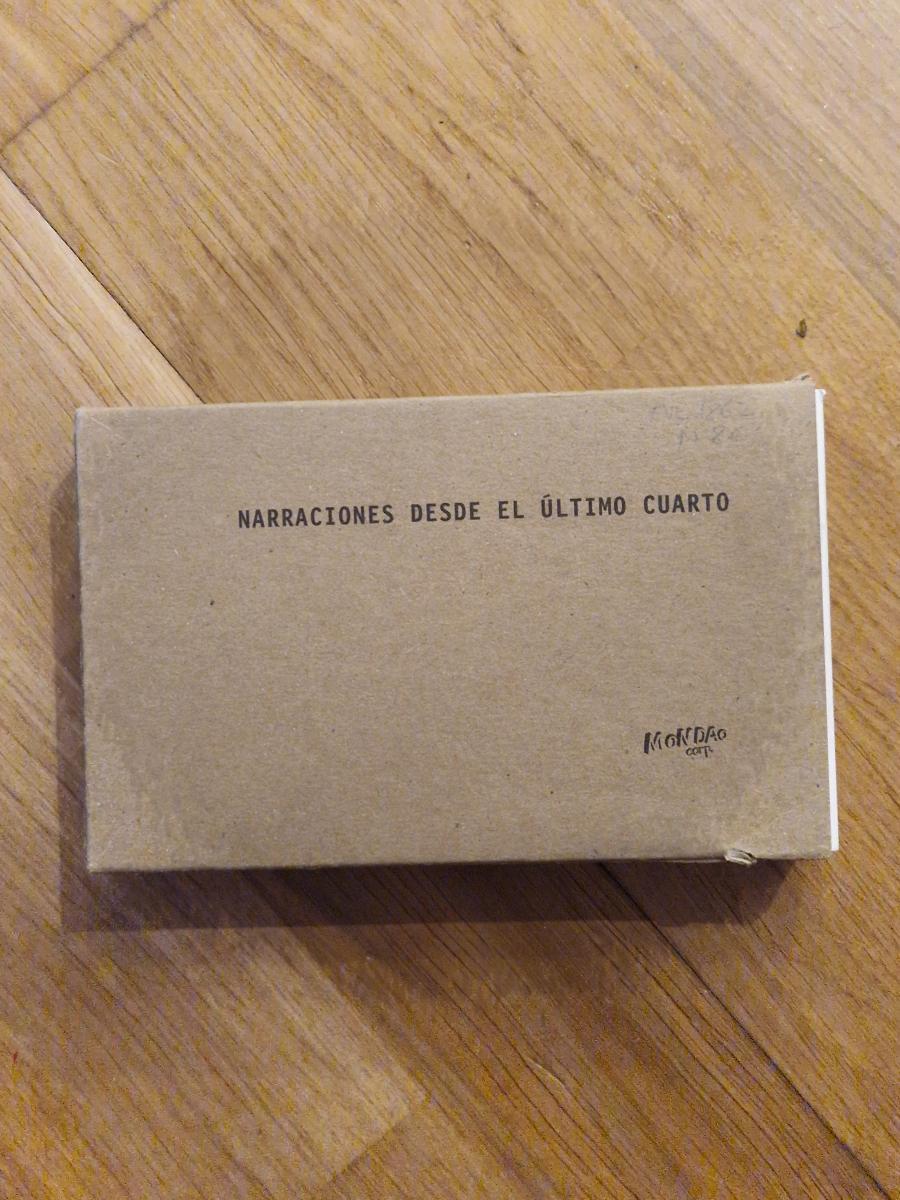 NARRACIONES DESDE EL ÚLTIMO CUARTO
MoNDAo
corp.